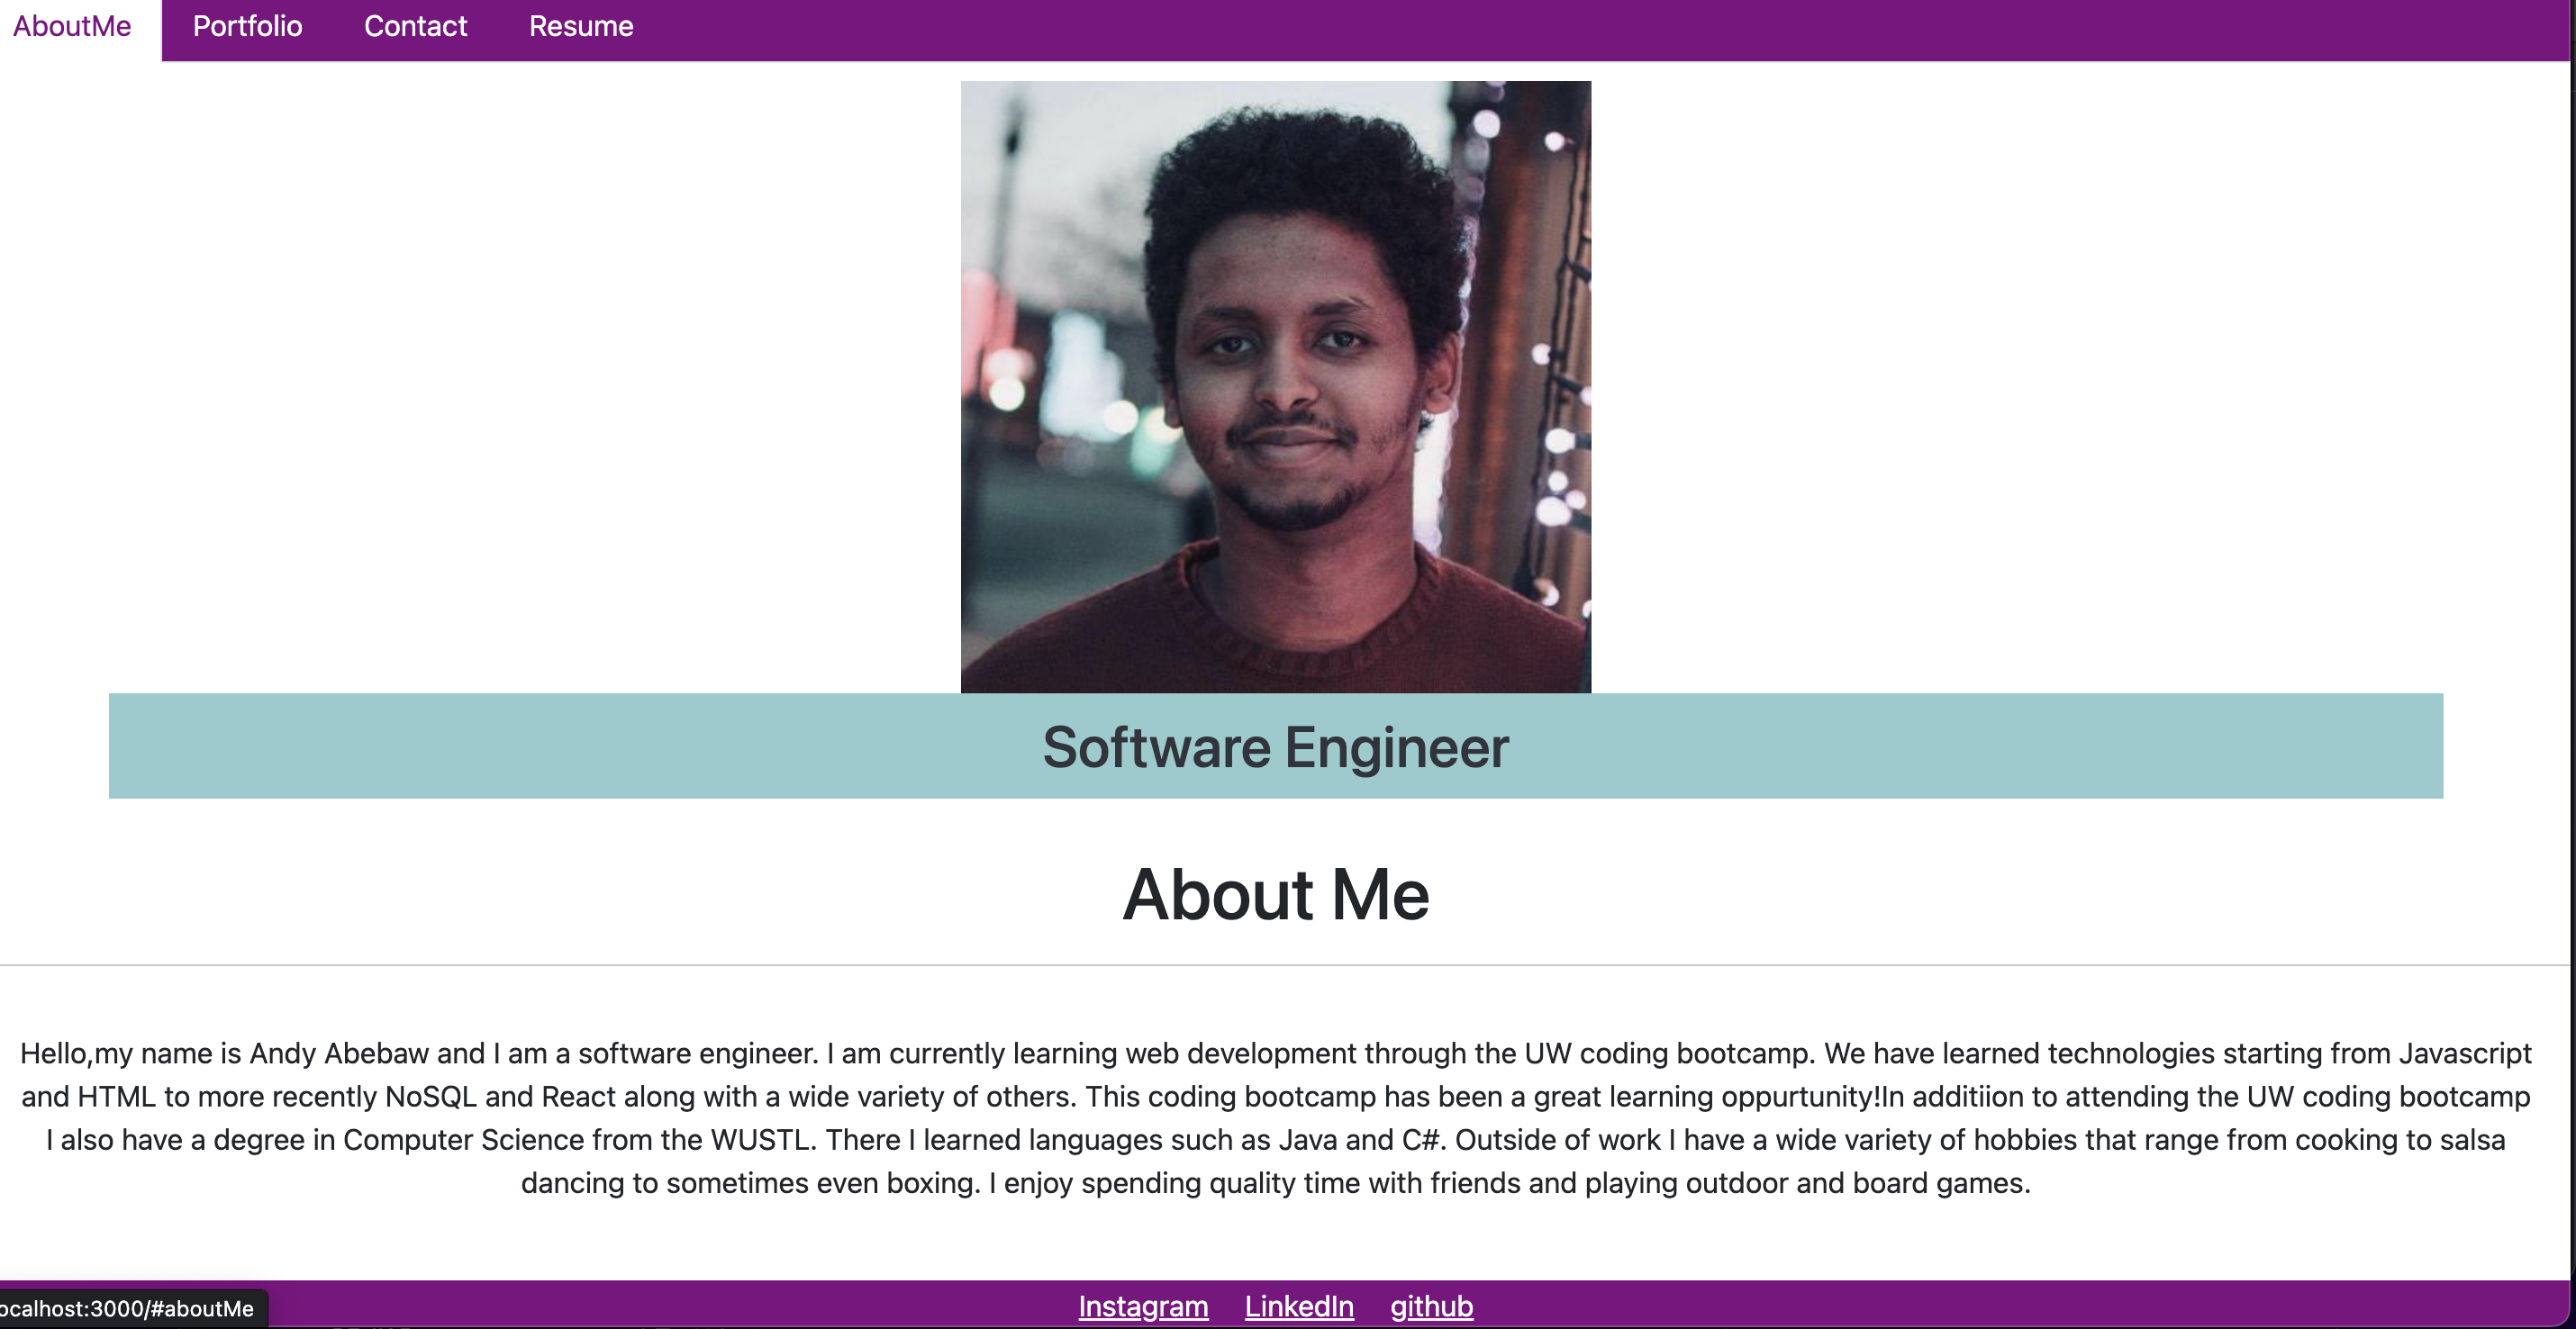 AboutMe Portfolio Contact Resume
Software Engineer
About Me
Hello,my name is Andy Abebaw and I am a software engineer. I am currently learning web development through the UW coding bootcamp. We have learned technologies starting from Javascript
and HTML to more recently NoSQL and React along with a wide variety of others. This coding bootcamp has been a great learning oppurtunity!In additiion to attending the UW coding bootcamp
I also have a degree in Computer Science from the WUSTL. There I learned languages such as Java and C#. Outside of work I have a wide variety of hobbies that range from cooking to salsa
dancing to sometimes even boxing. I enjoy spending quality time with friends and playing outdoor and board games.
ocalhost:3000/#aboutMe
Instagram LinkedIn github